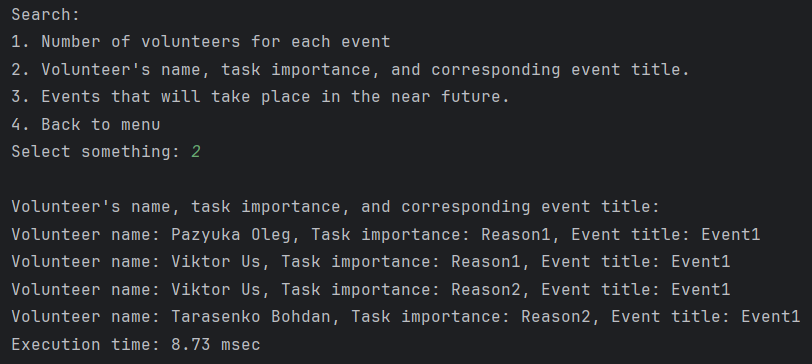 Search:
1. Number of volunteers for each event
2. Volunteer's name, task importance, and corresponding event title.
3. Events that will take place in the near future.
4. Back to menu
Select something: 2
Volunteer's name, task importance, and corresponding event title:
Volunteer name: Pazyuka Oleg, Task importance: Reason1, Event title: Event1
Volunteer name: Viktor Us, Task importance: Reason1, Event title: Event1
Volunteer name: Viktor Us, Task importance: Reason2, Event title: Event1
Volunteer name: Tarasenko Bohdan, Task importance: Reason2, Event title: Event1
Execution time: 8.73 msec